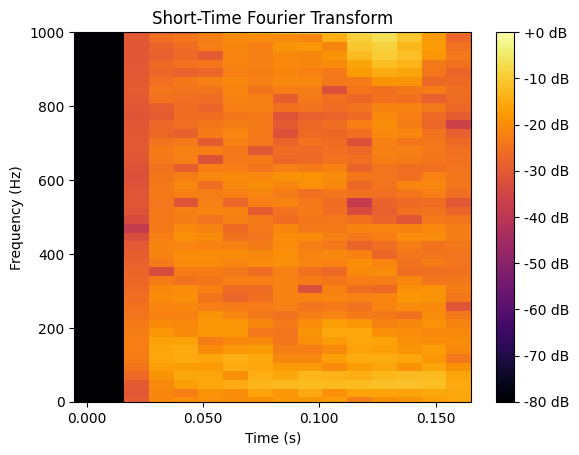 Short-Time Fourier Transform
1000
800
600
400
200
0
Frequency (Hz)
0.000
0.050
0.100
0.150
Time (s)
+0 dB
-10 dB
-20 dB
-30 dB
-40 dB
-50 dB
-60 dB
-70 dB
-80 dB